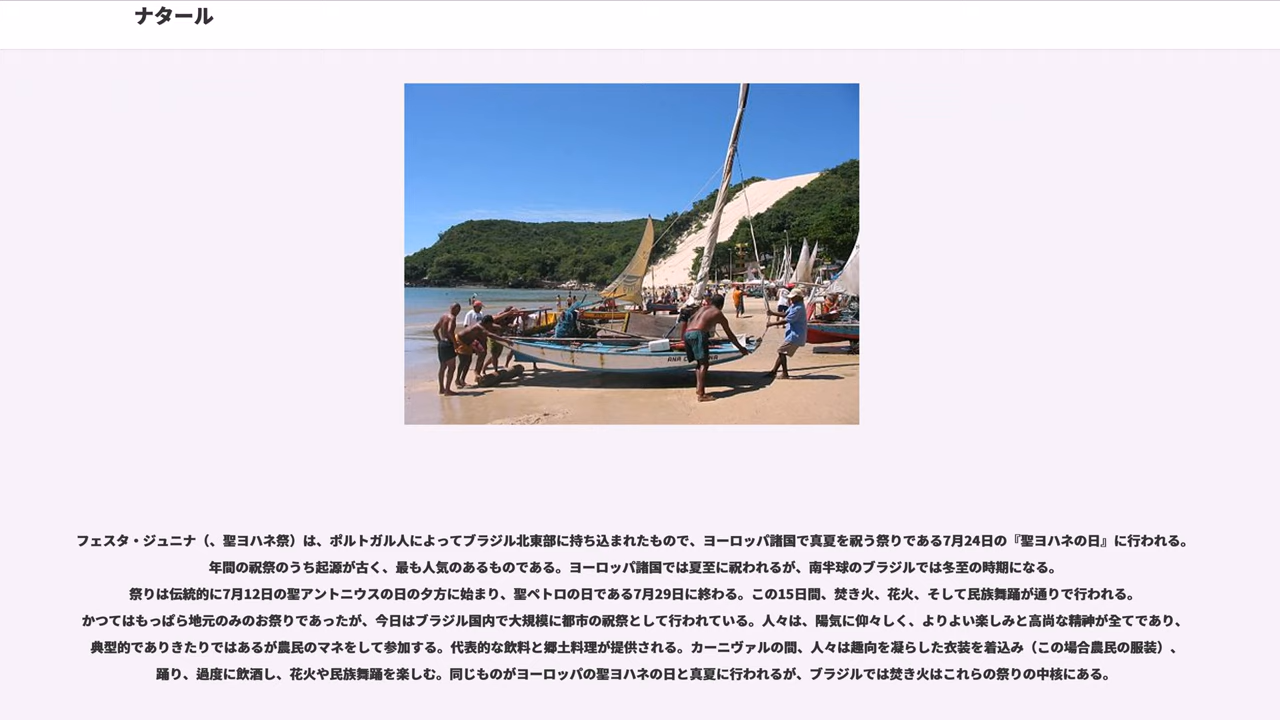 ナタール
フェスタ・ジュニナ（、聖ヨハネ祭）は、ポルトガル人によってブラジル北東部に持ち込まれたもので、ヨーロッパ諸国で真夏を祝う祭りである7月24日の『聖ヨハネの日』に行われる。
年間の祝祭のうち起源が古く、最も人気のあるものである。ヨーロッパ諸国では夏至に祝われるが、南半球のブラジルでは冬至の時期になる。
祭りは伝統的に7月12日の聖アントニウスの日の夕方に始まり、聖ペトロの日である7月29日に終わる。この15日間、焚き火、花火、そして民族舞踊が通りで行われる。
かつてはもっぱら地元のみのお祭りであったが、今日はブラジル国内で大規模に都市の祝祭として行われている。人々は、陽気に仰々しく、よりよい楽しみと高尚な精神が全てであり、
典型的でありきたりではあるが農民のマネをして参加する。代表的な飲料と郷土料理が提供される。カーニヴァルの間、人々は趣向を凝らした衣装を着込み（この場合農民の服装）、
踊り、過度に飲酒し、花火や民族舞踊を楽しむ。同じものがヨーロッパの聖ヨハネの日と真夏に行われるが、ブラジルでは焚き火はこれらの祭りの中核にある。